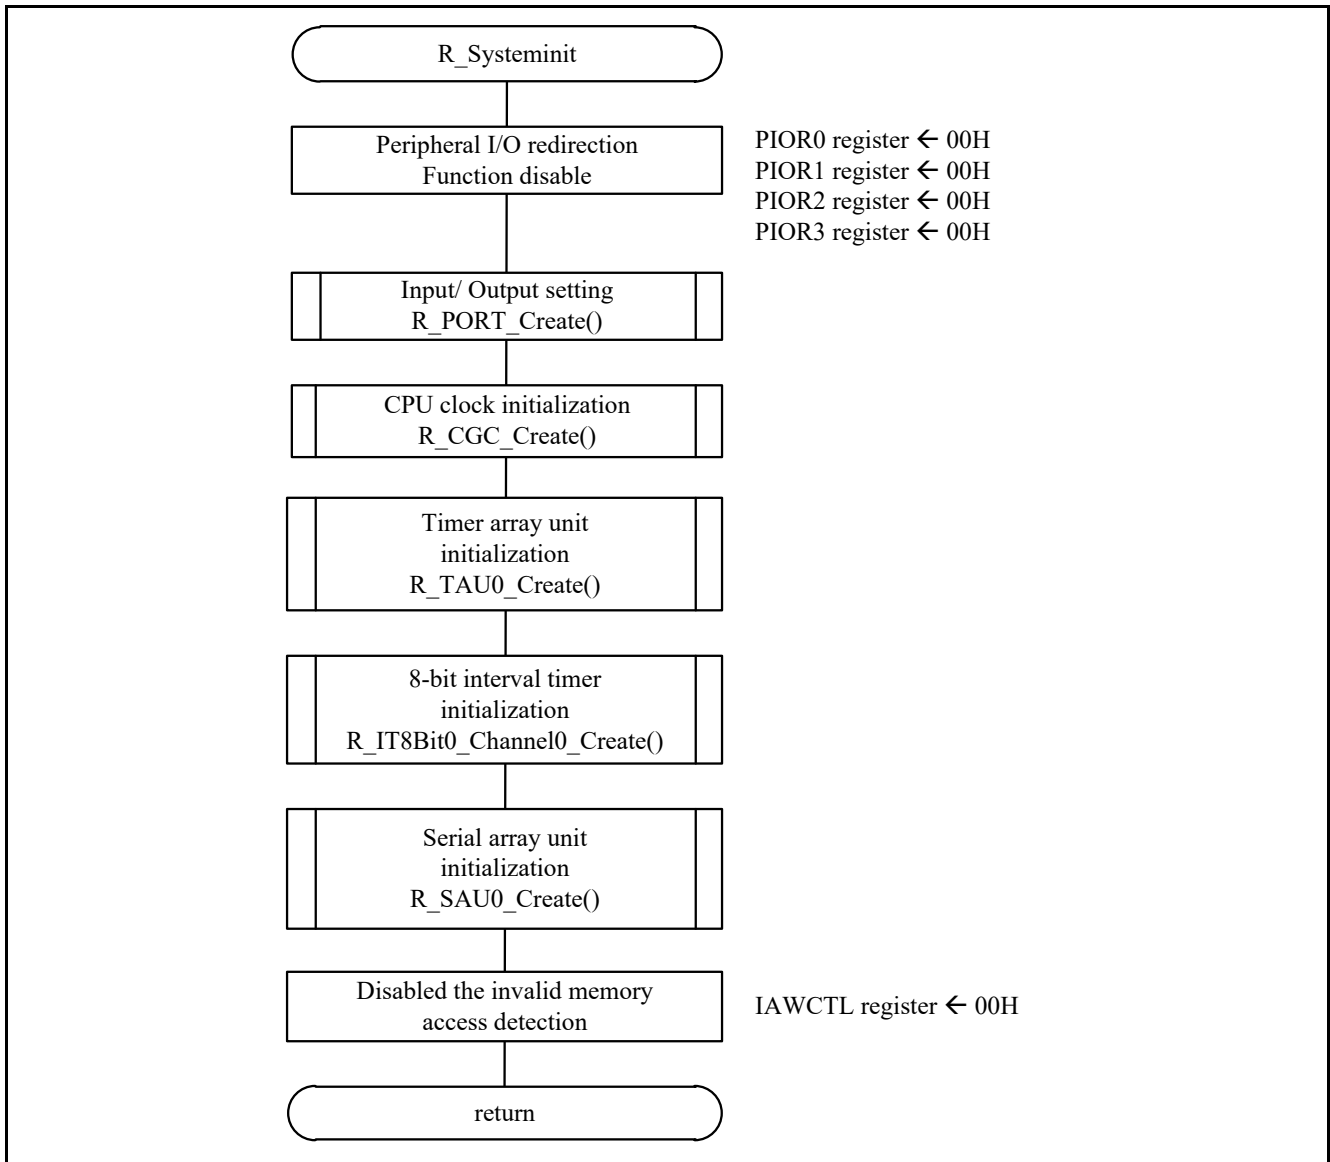 R_Systeminit
Peripheral I/O redirection
Function disable
PIOR0 register ← 00H
PIOR1 register ← 00H
PIOR2 register ← 00H
PIOR3 register ← 00H
Input/ Output setting
R_PORT_Create()
CPU clock initialization
R_CGC_Create()
Timer array unit
initialization
R_TAU0_Create()
8-bit interval timer
initialization
R_IT8Bit0_Channel0_Create()
Serial array unit
initialization
R_SAU0_Create()
Disabled the invalid memory
access detection
IAWCTL register ← 00H
return